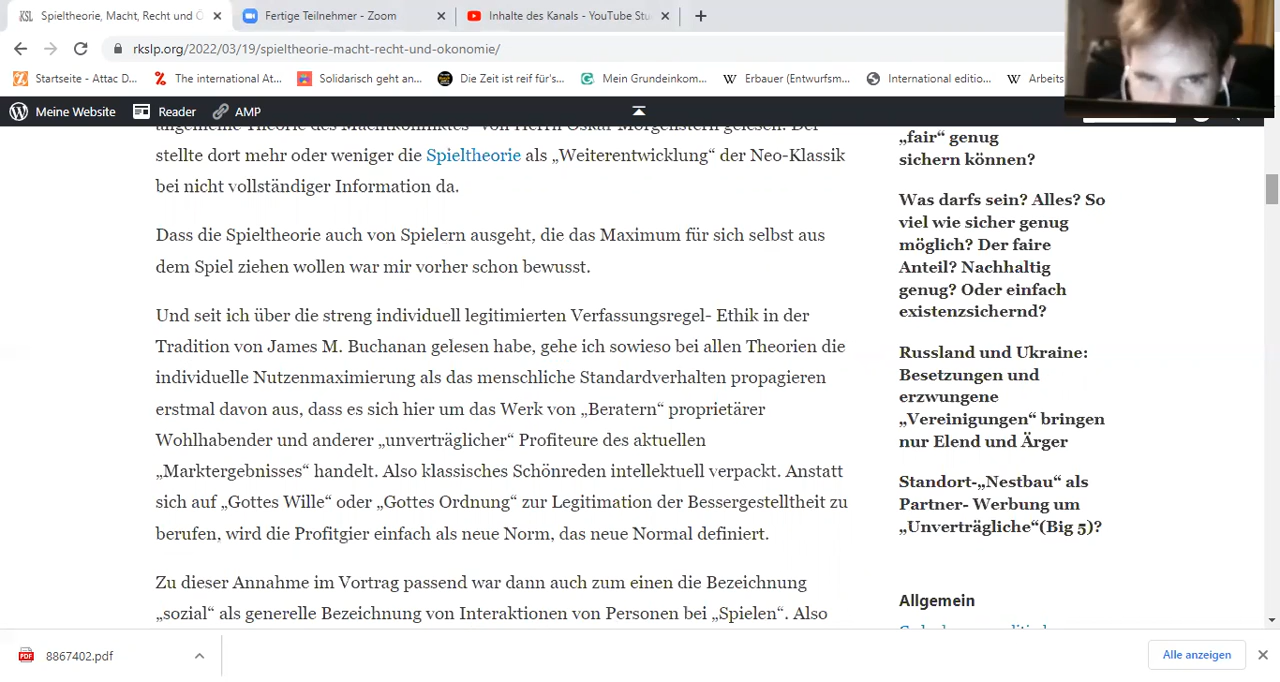 Spieltheorie, Macht, Recht und Ö
Fertige Teilnehmer - Zoom
Inhalte des Kanals - YouTube Stu
rkslp.org/2022/03/19/spieltheorie-macht-recht-und-okonomie/
Startseite - Attac D...
The international At...
Solidarisch geht an...
Die Zeit ist reif für's...
Mein Grundeinkom...
Erbauer (Entwurfsm...
International editio...
Arbeits
Meine Website
Reader
AMP
allgemeine Theorie des Machtkonfliktes“ von Herrn Oskar Morgenstern gelesen. Der
stellte dort mehr oder weniger die Spieltheorie als „Weiterentwicklung“ der Neo-Klassik
bei nicht vollständiger Information da.
Dass die Spieltheorie auch von Spielern ausgeht, die das Maximum für sich selbst aus
dem Spiel ziehen wollen war mir vorher schon bewusst.
Und seit ich über die streng individuell legitimierten Verfassungsregel- Ethik in der
Tradition von James M. Buchanan gelesen habe, gehe ich sowieso bei allen Theorien die
individuelle Nutzenmaximierung als das menschliche Standardverhalten propagieren
erstmal davon aus, dass es sich hier um das Werk von „Beratern“ proprietärer
Wohlhabender und anderer „unverträglicher“ Profiteure des aktuellen
„Marktergebnisses“ handelt. Also klassisches Schönreden intellektuell verpackt. Anstatt
sich auf „Gottes Wille“ oder „Gottes Ordnung“ zur Legitimation der Bessergestelltheit zu
berufen, wird die Profitgier einfach als neue Norm, das neue Normal definiert.
Zu dieser Annahme im Vortrag passend war dann auch zum einen die Bezeichnung
„sozial“ als generelle Bezeichnung von Interaktionen von Personen bei „Spielen“. Also
„fair“ genug
sichern können?
Was darfs sein? Alles? So
viel wie sicher genug
möglich? Der faire
Anteil? Nachhaltig
genug? Oder einfach
existenzsichernd?
Russland und Ukraine:
Besetzungen und
erzwungene
„Vereinigungen“ bringen
nur Elend und Ärger
Standort-„Nestbau“ als
Partner- Werbung um
„Unverträgliche“(Big 5)?
Allgemein
8867402.pdf
Alle anzeigen